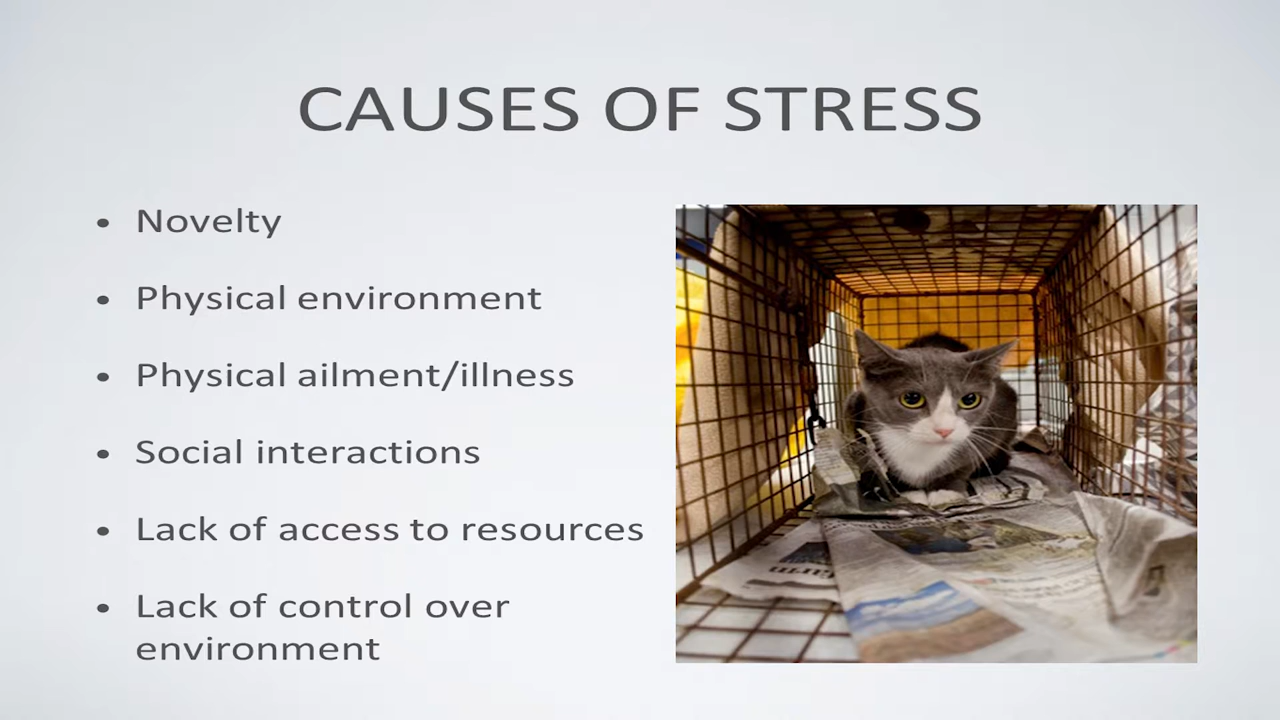 CAUSES OF STRESS
• Novelty
• Physical environment
• Physical ailment/illness
• Social interactions
• Lack of access to resources
• Lack of control over
environment